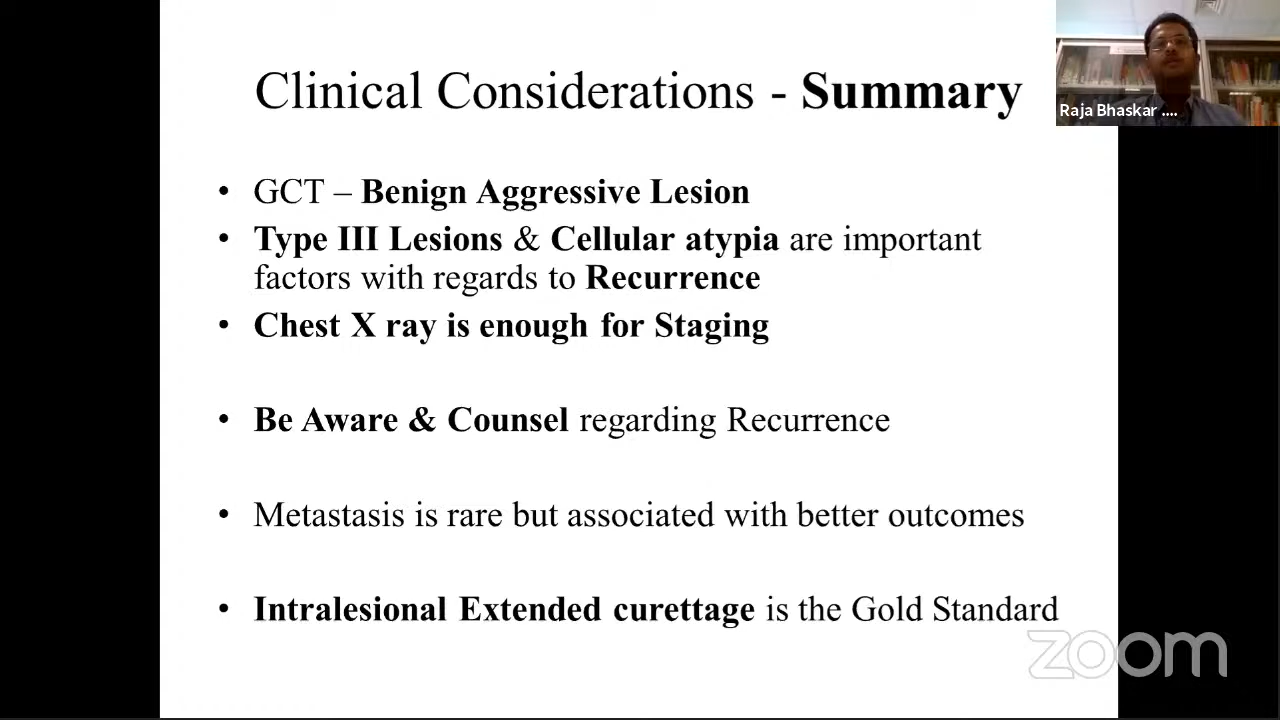 Clinical Considerations - Summary
Raja Bhaskar ....
• GCT – Benign Aggressive Lesion
• Type III Lesions & Cellular atypia are important
factors with regards to Recurrence
• Chest X ray is enough for Staging
• Be Aware & Counsel regarding Recurrence
• Metastasis is rare but associated with better outcomes
• Intralesional Extended curettage is the Gold Standard
zoom